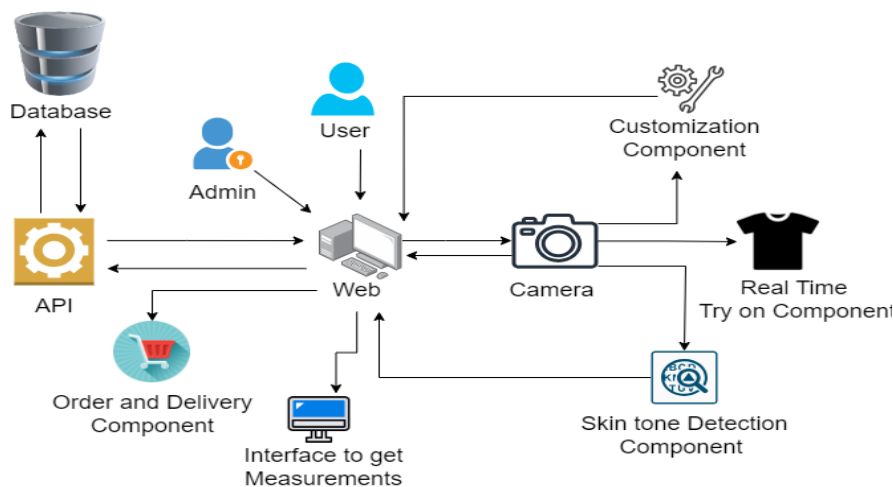 Database
User
Admin
Customization
Component
API
Web
Camera
Real Time
Try on Component
Order and Delivery
Component
Interface to get
Measurements
Skin tone Detection
Component